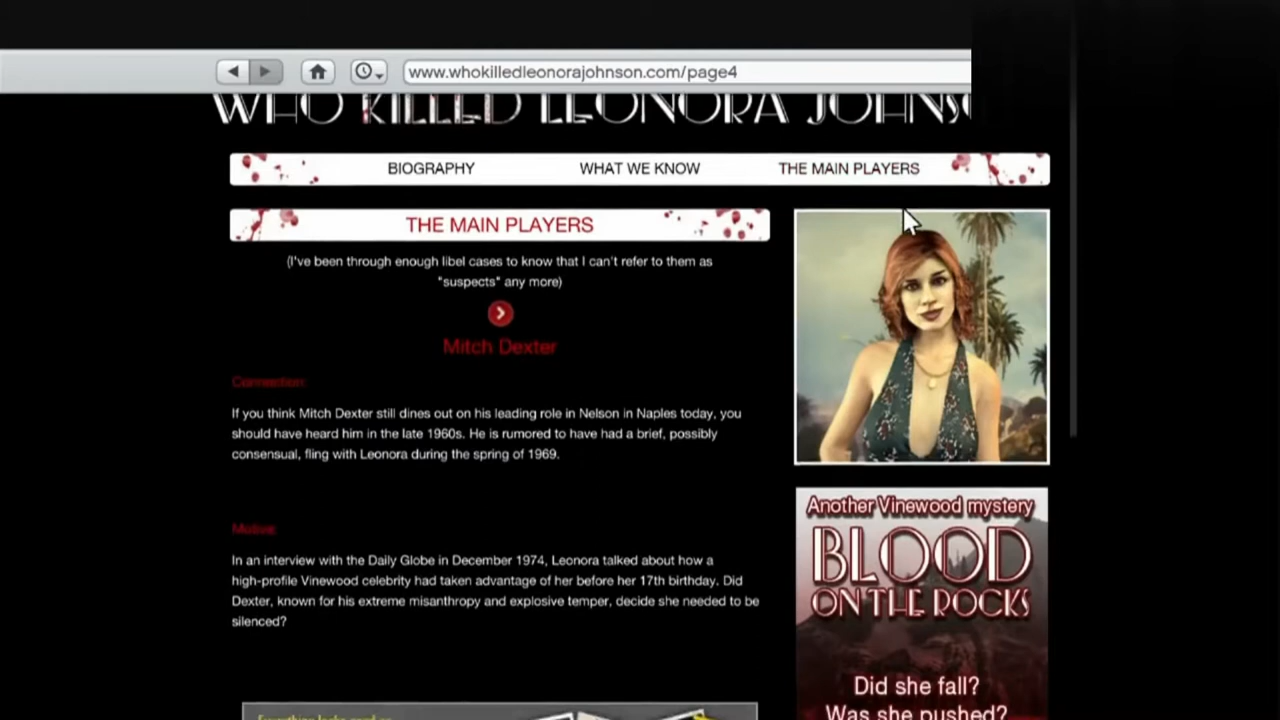 www.whokilledleonorajohnson.com/page4
WHO KILLED LEONORA
BIOGRAPHY
WHAT WE KNOW
THE MAIN PLAYERS
THE MAIN PLAYERS
(I've been through enough libel cases to know that I can't refer to them as
"suspects" any more)
Mitch Dexter
Connection:
If you think Mitch Dexter still dines out on his leading role in Nelson in Naples today, you
should have heard him in the late 1960s. He is rumored to have had a brief, possibly
consensual, fling with Leonora during the spring of 1969.
Motive:
In an interview with the Daily Globe in December 1974, Leonora talked about how a
high-profile Vinewood celebrity had taken advantage of her before her 17th birthday. Did
Dexter, known for his extreme misanthropy and explosive temper, decide she needed to be
silenced?
Another Vinewood mystery
BLOOD
ON THE ROCKS
Did she fall?
Was she pushed?